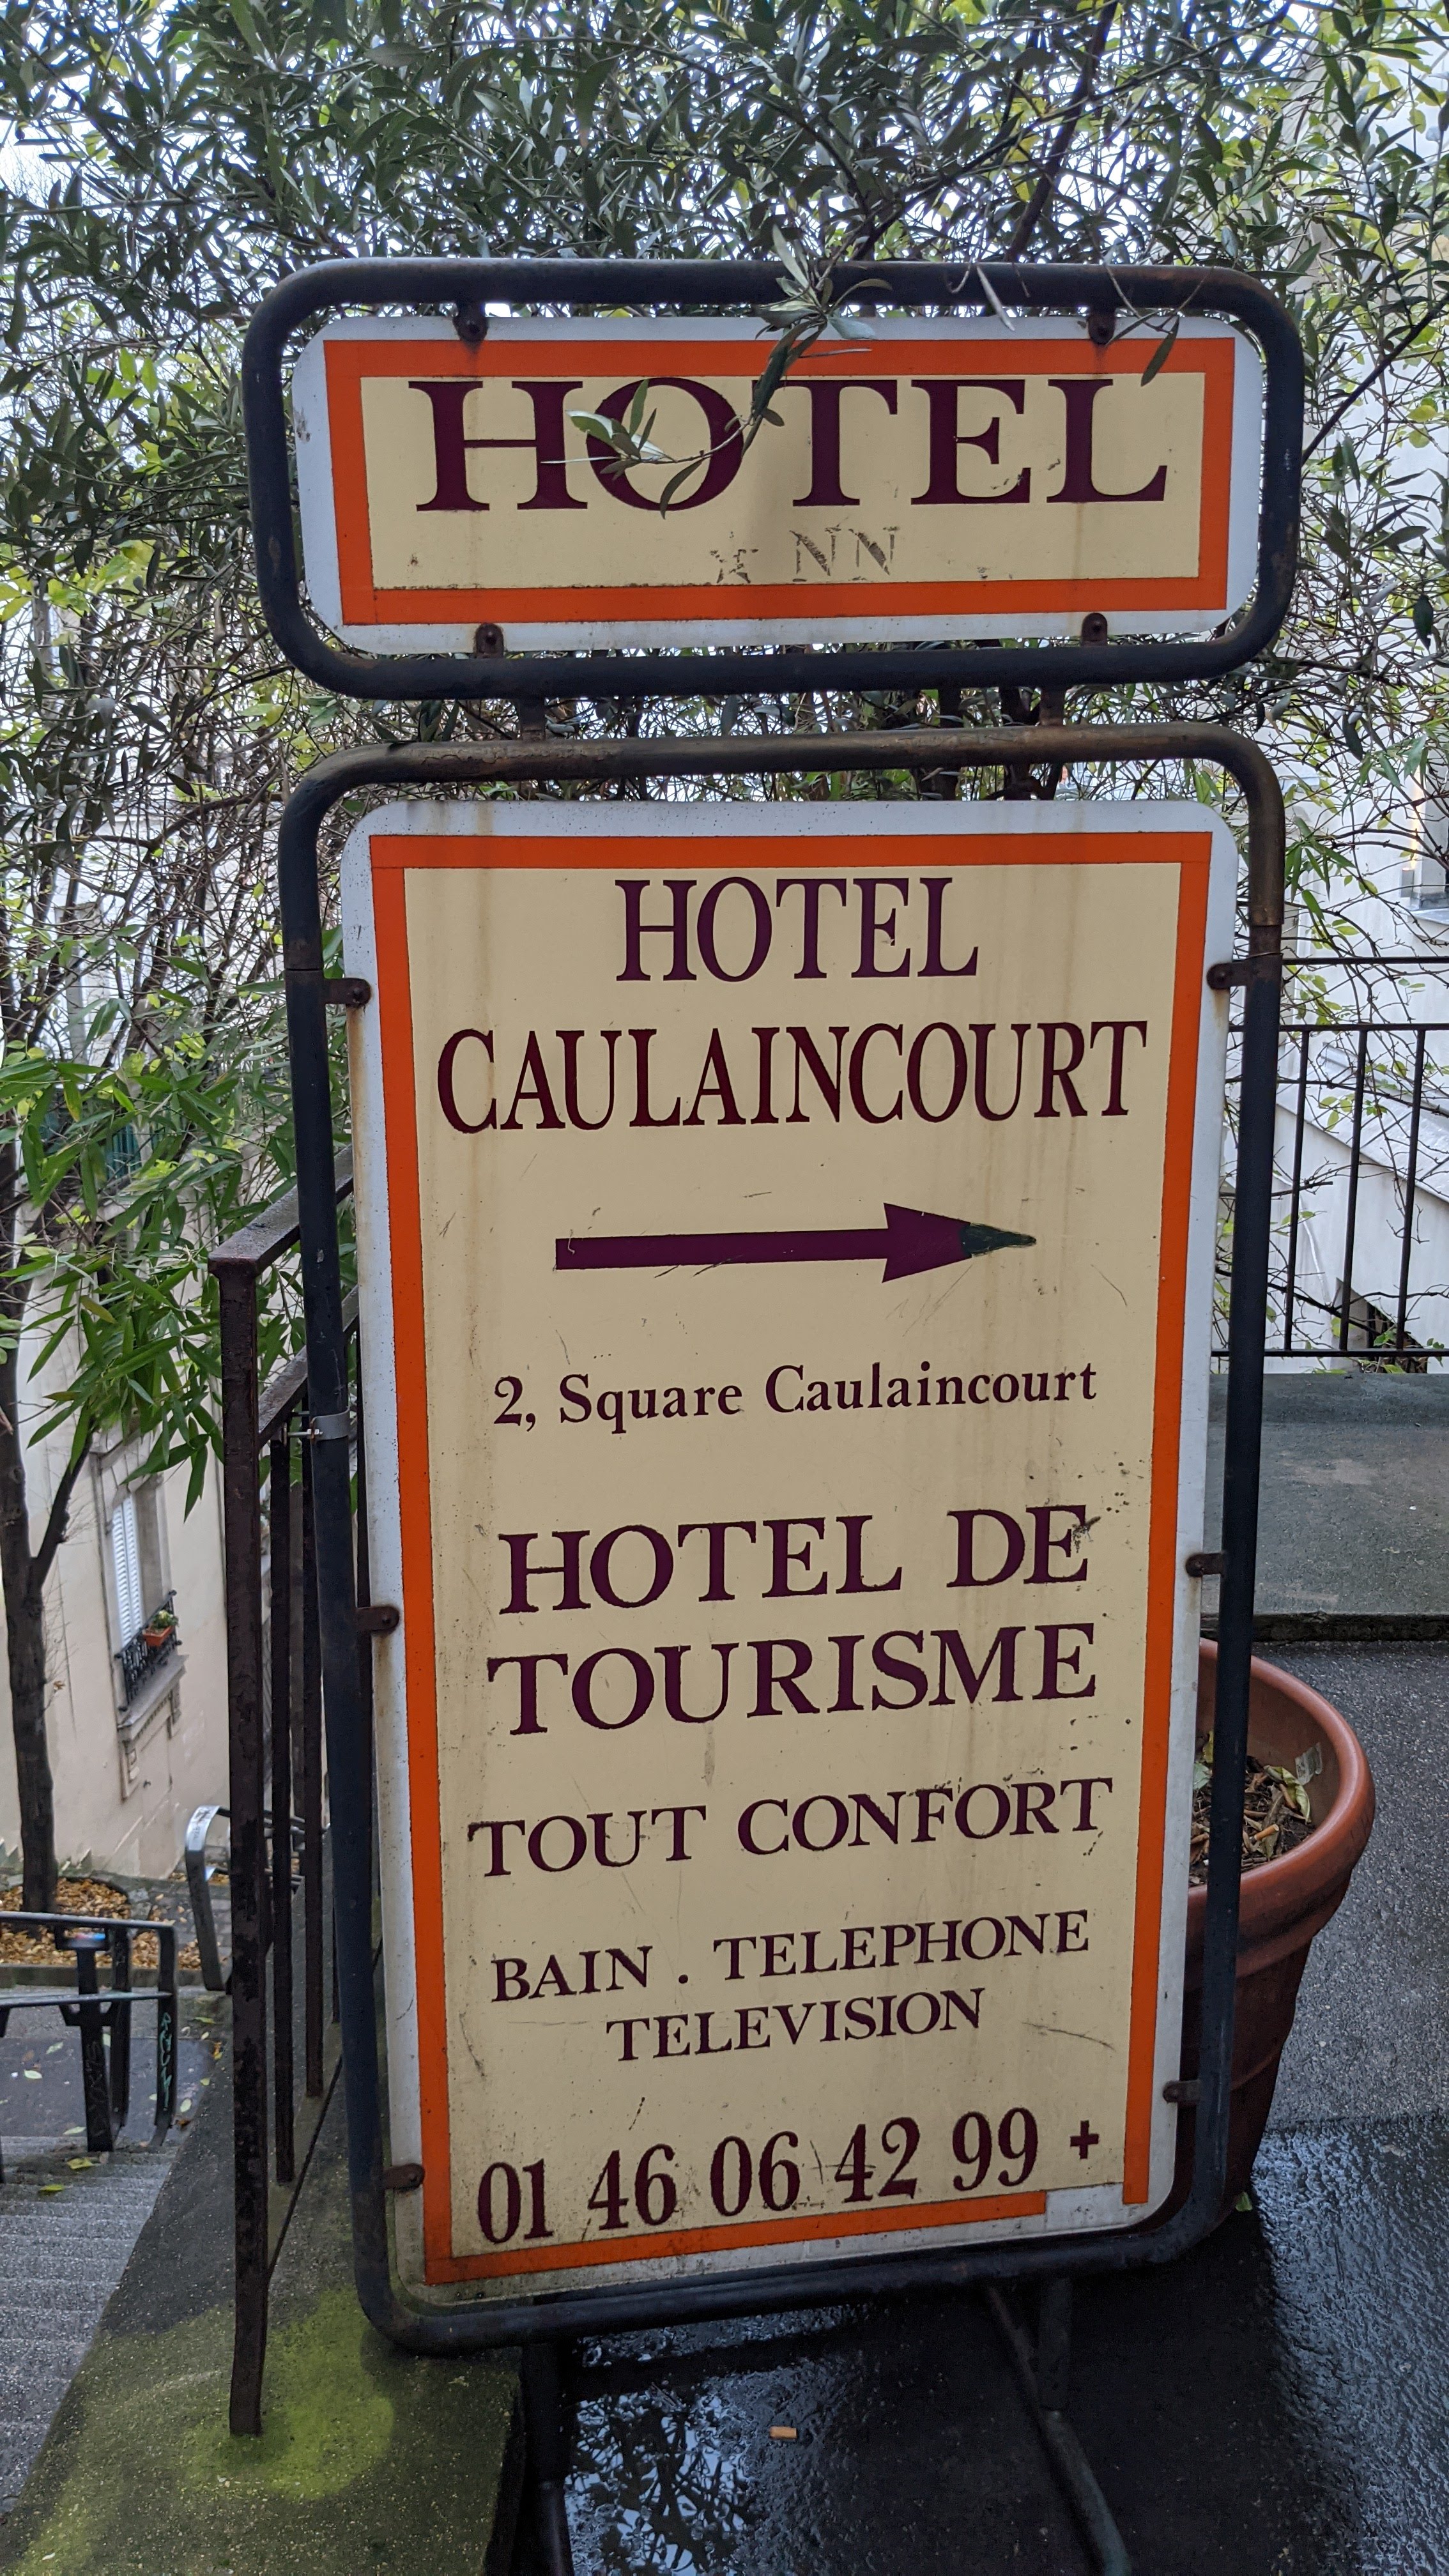 HOTEL
NN
HOTEL
CAULAINCOURT
2, Square Caulaincourt
HOTEL DE
TOURISME
TOUT CONFORT
BAIN . TELEPHONE
TELEVISION
01 46 06 42 99 +